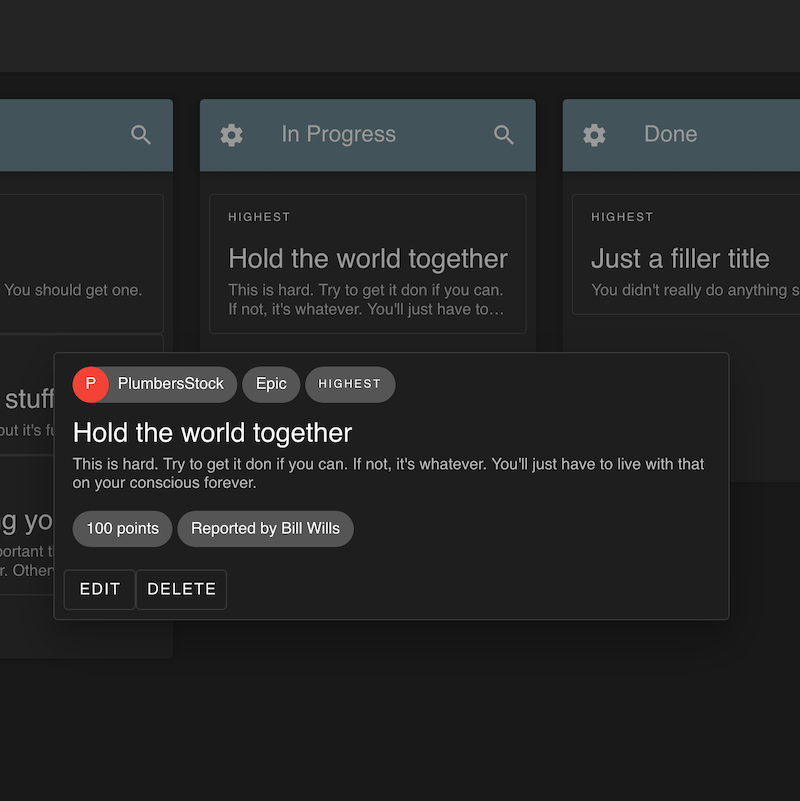 In Progress
Done
HIGHEST
HIGHEST
Hold the world together
Just a filler title
You should get one.
This is hard. Try to get it don if you can.
If not, it's whatever. You'll just have to…
You didn't really do anything s
P PlumbersStock Epic HIGHEST
stuff
Hold the world together
out it's fu
This is hard. Try to get it don if you can. If not, it's whatever. You'll just have to live with that
on your conscious forever.
g yo
100 points Reported by Bill Wills
portant t
r. Other
EDIT DELETE